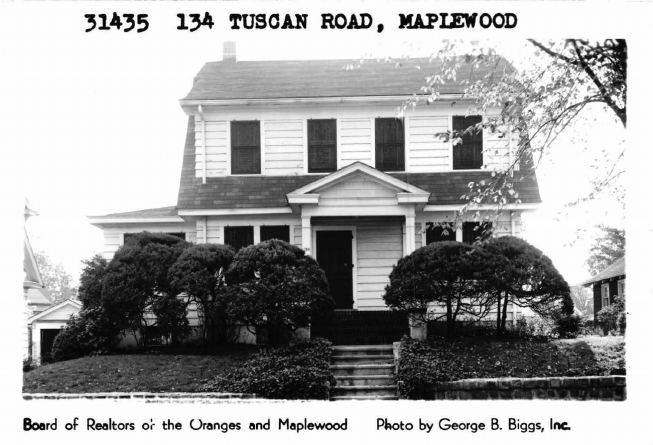 31435 134 TUSCAN ROAD, MAPLEWOOD
Board of Realtors of the Oranges and Maplewood Photo by George B. Biggs, Inc.